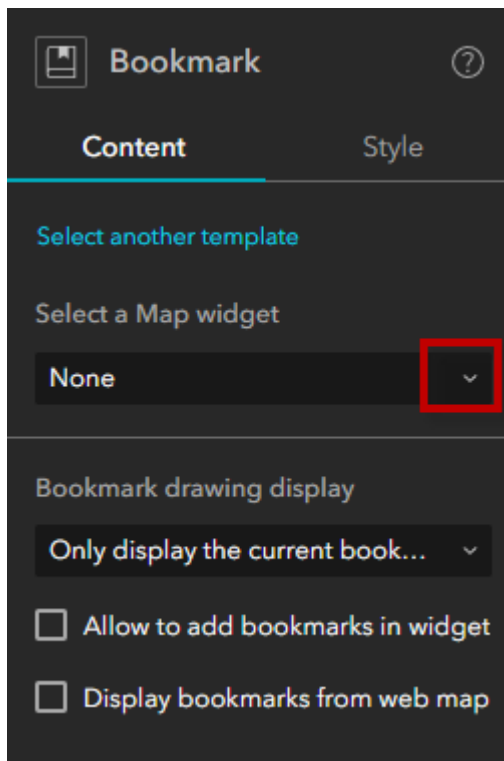 Bookmark
?
Content Style
Select another template
Select a Map widget
None
Bookmark drawing display
Only display the current book...
Allow to add bookmarks in widget
Display bookmarks from web map